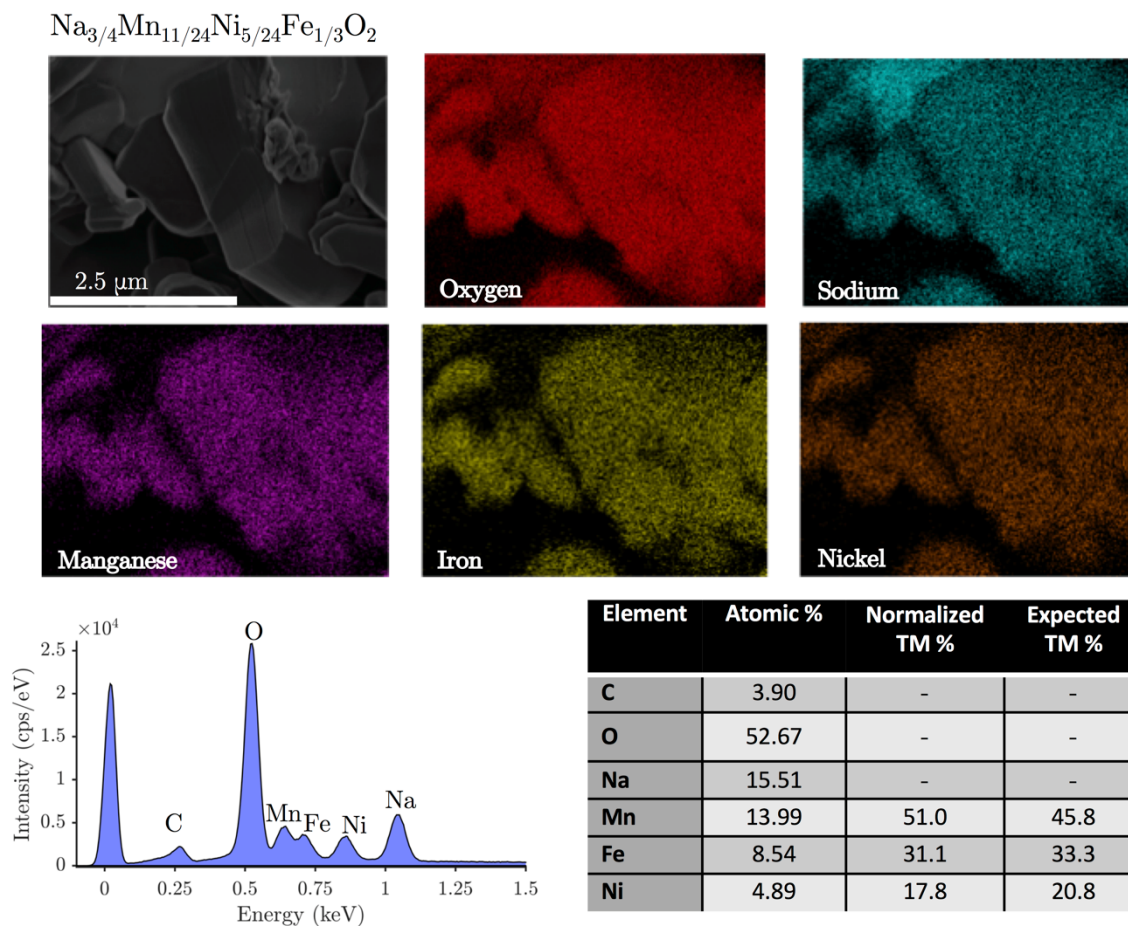 Na3/4Mn11/24Ni5/24Fe1/3O2
2.5 µm
Oxygen
Sodium
Manganese
Iron
Nickel
×10^4
2.5
2
1.5
1
0.5
0
Intensity (cps/eV)
C
O
Mn
Fe
Ni
Na
0 0.25 0.5 0.75 1 1.25 1.5
Energy (keV)
Element Atomic % Normalized TM % Expected TM %
C 3.90 - -
O 52.67 - -
Na 15.51 - -
Mn 13.99 51.0 45.8
Fe 8.54 31.1 33.3
Ni 4.89 17.8 20.8